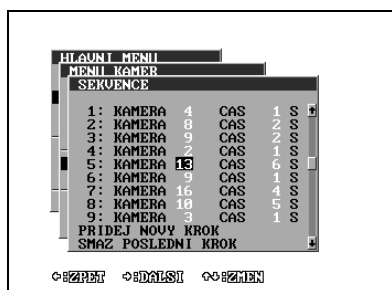 HLAVNI MENU
MENU KAMER
SEKVENCE
1: KAMERA 4 CAS 1 S
2: KAMERA 8 CAS 2 S
3: KAMERA 9 CAS 2 S
4: KAMERA 2 CAS 1 S
5: KAMERA 13 CAS 6 S
6: KAMERA 9 CAS 1 S
7: KAMERA 16 CAS 4 S
8: KAMERA 10 CAS 5 S
9: KAMERA 3 CAS 1 S
PRIDEJ NOVY KROK
SMAZ POSLEDNI KROK
:ZPET :DALSI :ZMEN